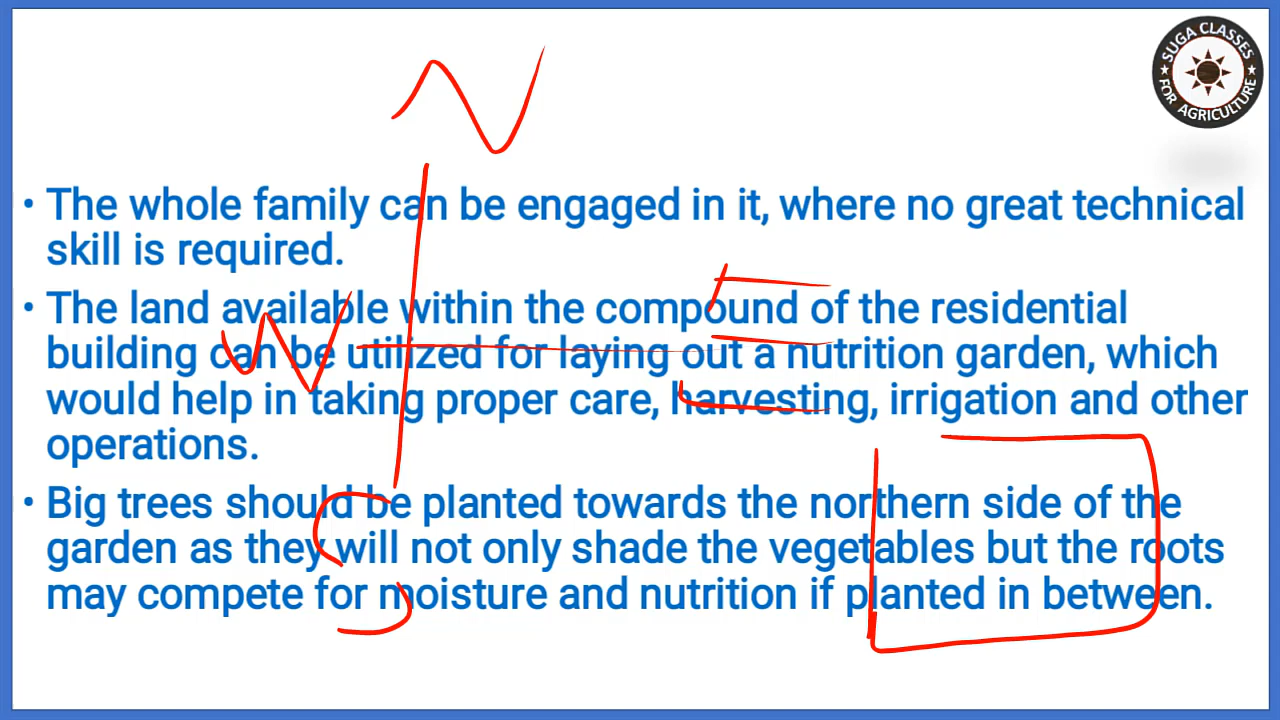 SUGA CLASSES
FOR AGRICULTURE
N
• The whole family can be engaged in it, where no great technical
skill is required.
• The land available within the compound of the residential
building can be utilized for laying out a nutrition garden, which
would help in taking proper care, harvesting, irrigation and other
operations.
W
E
• Big trees should be planted towards the northern side of the
garden as they will not only shade the vegetables but the roots
may compete for moisture and nutrition if planted in between.
S